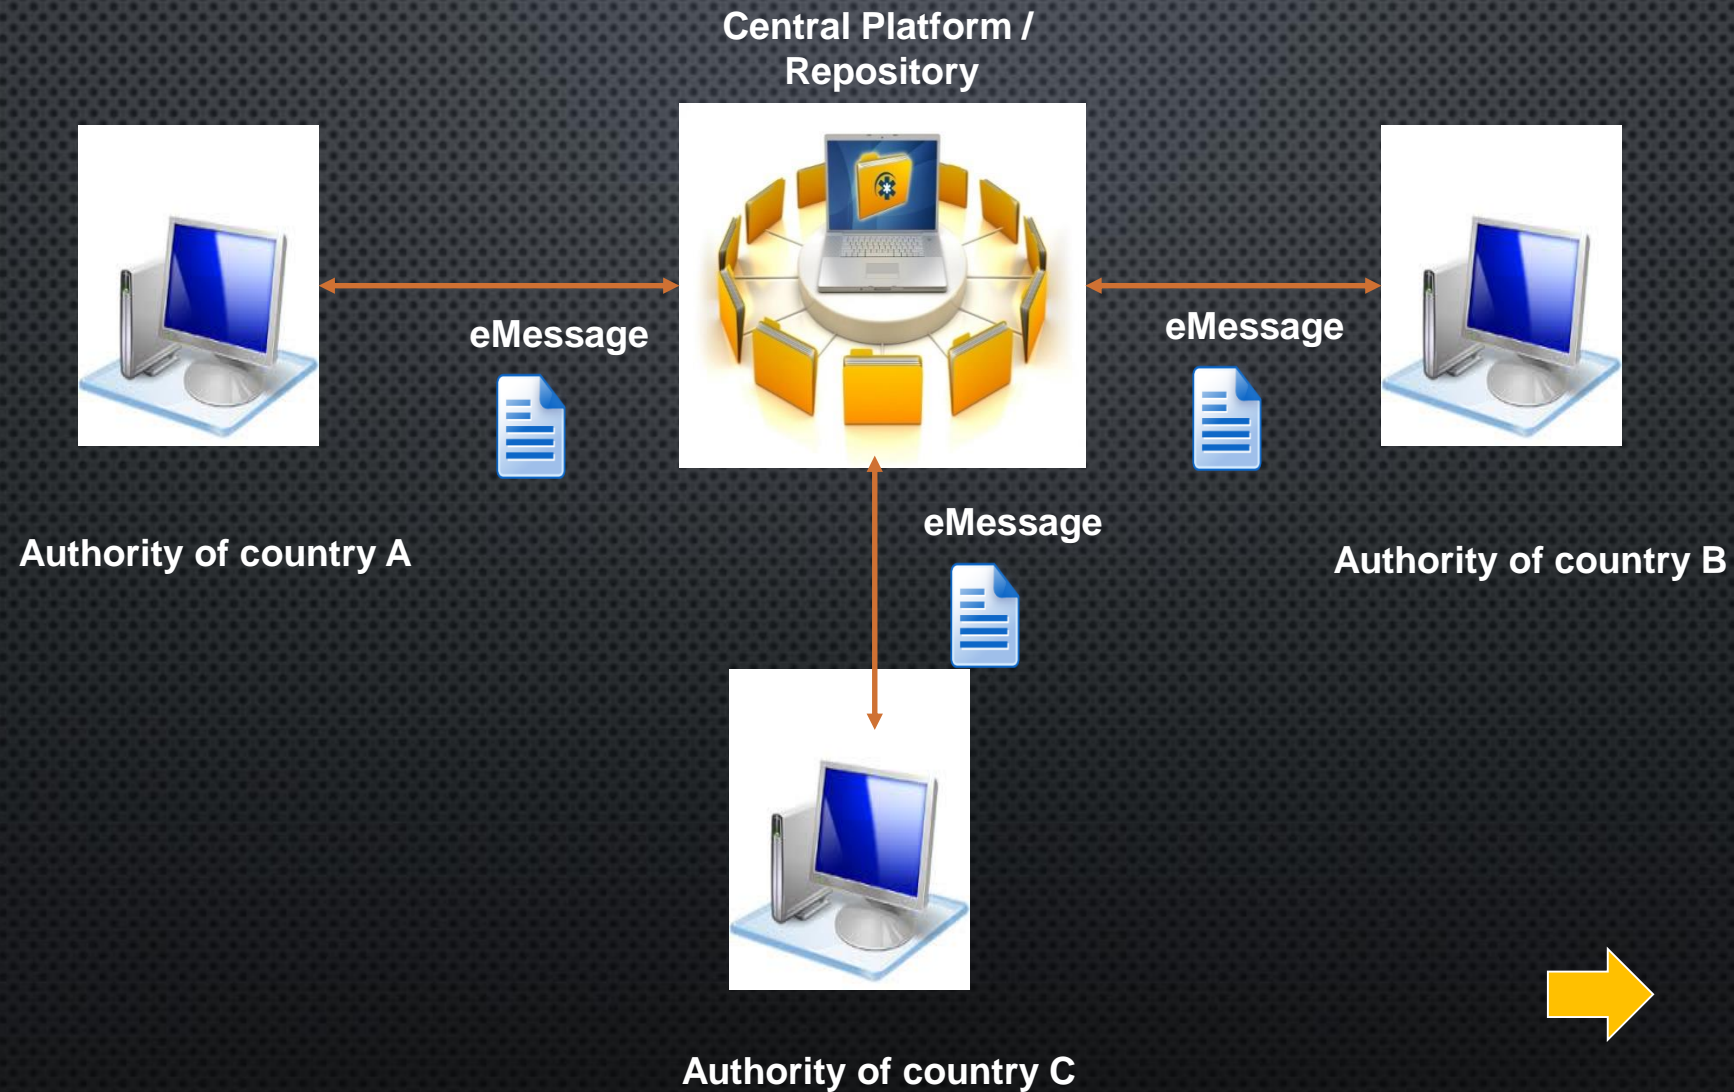 Central Platform /
Repository
eMessage
eMessage
eMessage
Authority of country A
Authority of country B
Authority of country C